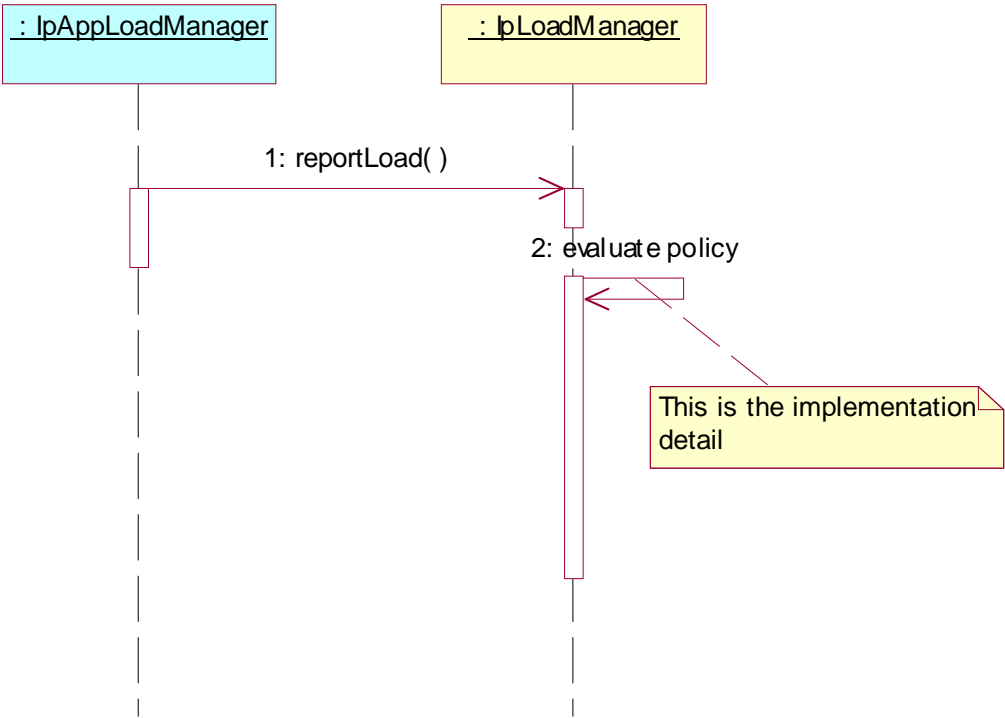 : IpAppLoadManager
: IpLoadManager
1: reportLoad( )
2: evaluate policy
This is the implementation
detail